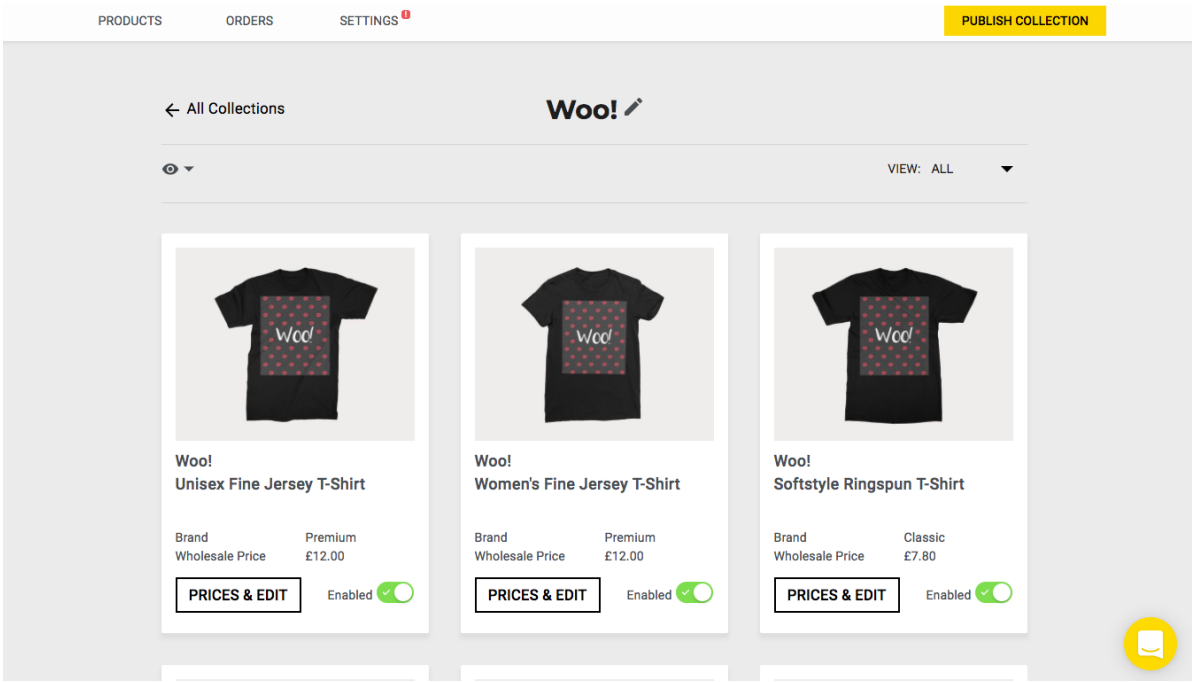 PRODUCTS ORDERS SETTINGS ! PUBLISH COLLECTION
All Collections
Woo!
VIEW: ALL
Woo! Woo! Woo!
Woo!
Unisex Fine Jersey T-Shirt
Brand Premium
Wholesale Price £12.00
PRICES & EDIT Enabled
Woo!
Women's Fine Jersey T-Shirt
Brand Premium
Wholesale Price £12.00
PRICES & EDIT Enabled
Woo!
Softstyle Ringspun T-Shirt
Brand Classic
Wholesale Price £7.80
PRICES & EDIT Enabled